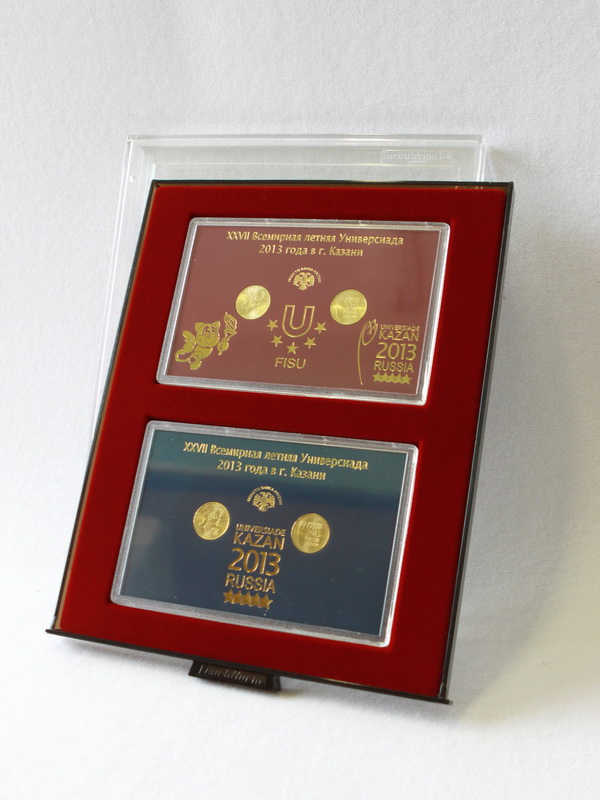 XXVII Всемирная летняя Универсиада
2013 года в г. Казани
U
FISU
UNIVERSIADE
KAZAN
2013
RUSSIA
XXVII Всемирная летняя Универсиада
2013 года в г. Казани
UNIVERSIADE
KAZAN
2013
RUSSIA